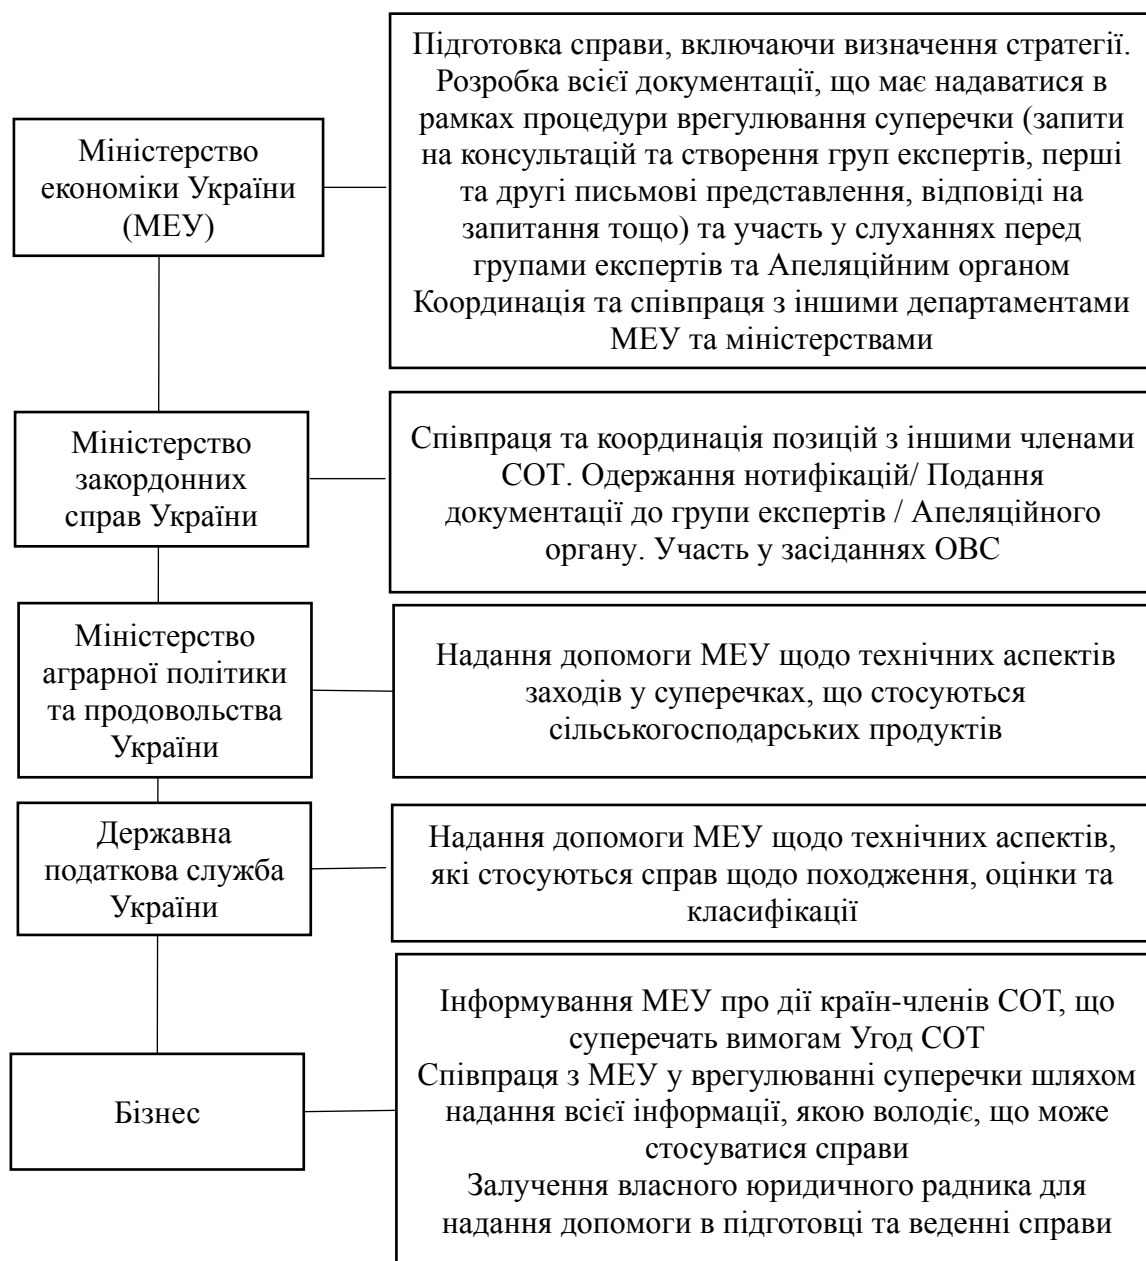 Міністерство
економіки України
(МЕУ)
Підготовка справи, включаючи визначення стратегії.
Розробка всієї документації, що має надаватися в
рамках процедури врегулювання суперечки (запити
на консультацій та створення груп експертів, перші
та другі письмові представлення, відповіді на
запитання тощо) та участь у слуханнях перед
групами експертів та Апеляційним органом
Координація та співпраця з іншими департаментами
МЕУ та міністерствами
Міністерство
закордонних
справ України
Співпраця та координація позицій з іншими членами
СОТ. Одержання нотифікацій/ Подання
документації до групи експертів / Апеляційного
органу. Участь у засіданнях ОВС
Міністерство
аграрної політики
та продовольства
України
Надання допомоги МЕУ щодо технічних аспектів
заходів у суперечках, що стосуються
сільськогосподарських продуктів
Державна
податкова служба
України
Надання допомоги МЕУ щодо технічних аспектів,
які стосуються справ щодо походження, оцінки та
класифікації
Бізнес
Інформування МЕУ про дії країн-членів СОТ, що
суперечать вимогам Угод СОТ
Співпраця з МЕУ у врегулюванні суперечки шляхом
надання всієї інформації, якою володіє, що може
стосуватися справи
Залучення власного юридичного радника для
надання допомоги в підготовці та веденні справи